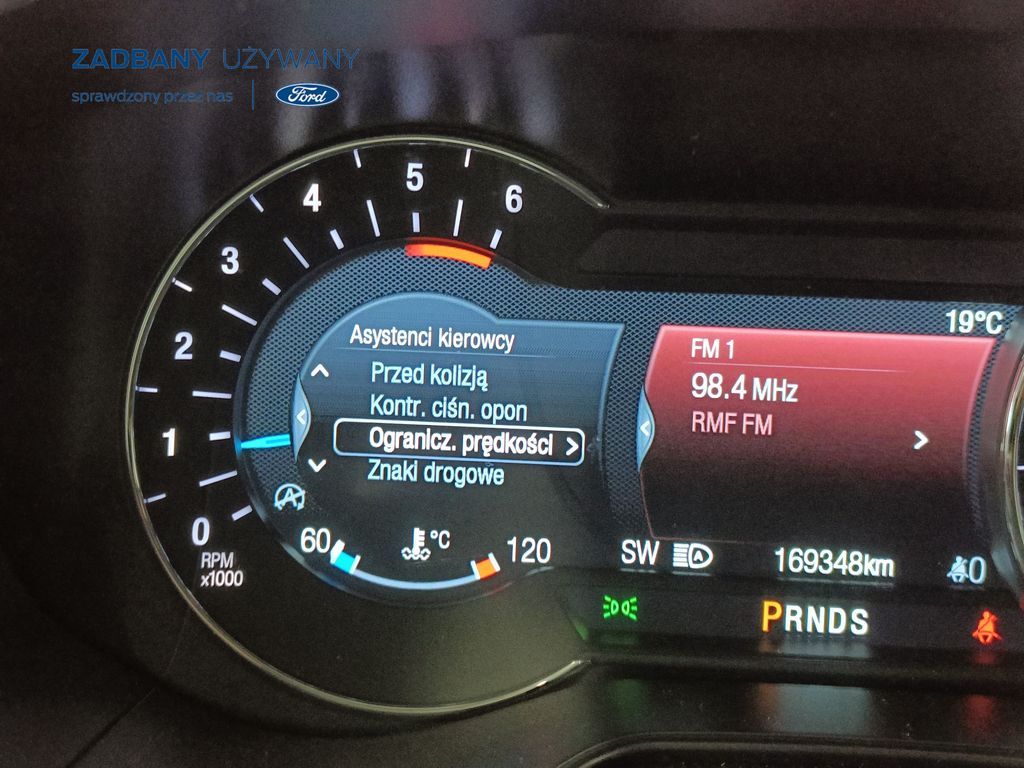 ZADBANY UŻYWANY
sprawdzony przez nas
Ford
0
1
2
3
4
5
6
RPM
x1000
Asystenci kierowcy
Przed kolizją
Kontr. ciśn. opon
Ogranicz. prędkości
Znaki drogowe
60
°C
120
19°C
FM 1
98.4 MHz
RMF FM
SW
169348km
0
PRNDS